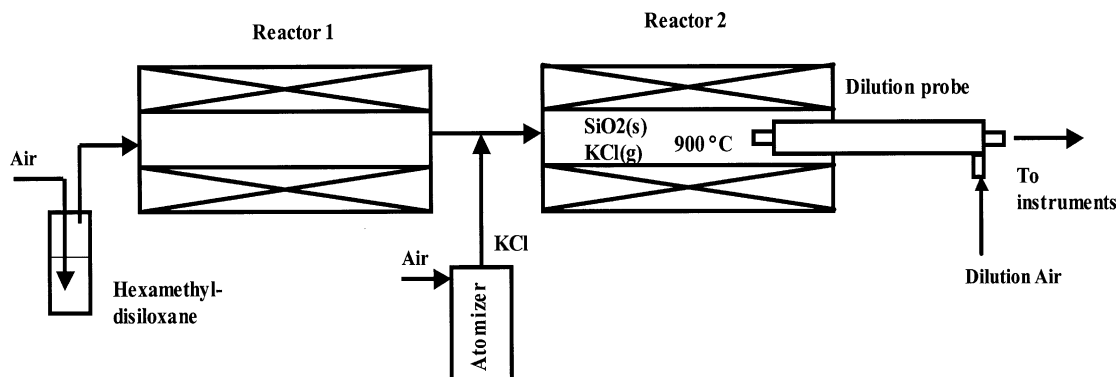 Reactor 1
Reactor 2
Dilution probe
SiO2(s)
KCl(g)
900 °C
Air
To
instruments
KCl
Air
Dilution Air
Hexamethyl-
disiloxane
Atomizer